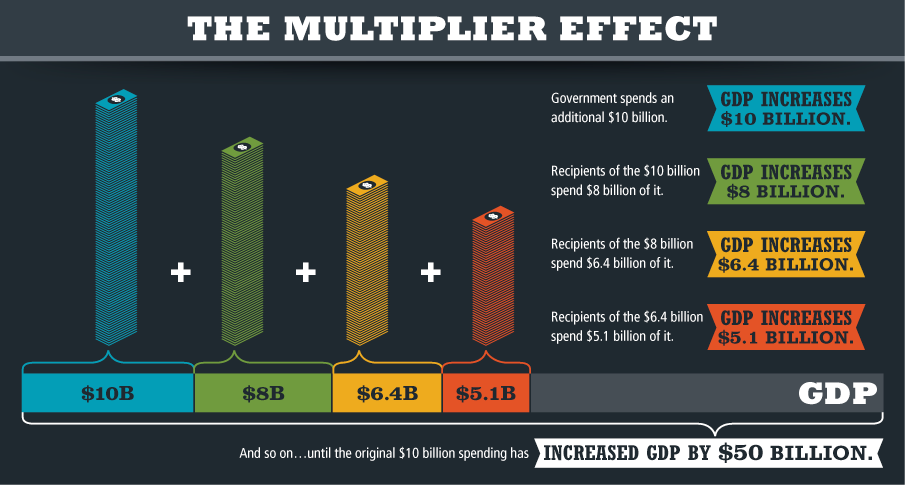 THE MULTIPLIER EFFECT
Government spends an
additional $10 billion.
GDP INCREASES
$10 BILLION.
Recipients of the $10 billion
spend $8 billion of it.
GDP INCREASES
$8 BILLION.
Recipients of the $8 billion
spend $6.4 billion of it.
GDP INCREASES
$6.4 BILLION.
Recipients of the $6.4 billion
spend $5.1 billion of it.
GDP INCREASES
$5.1 BILLION.
+ + +
$10B $8B $6.4B $5.1B GDP
And so on...until the original $10 billion spending has INCREASED GDP BY $50 BILLION.